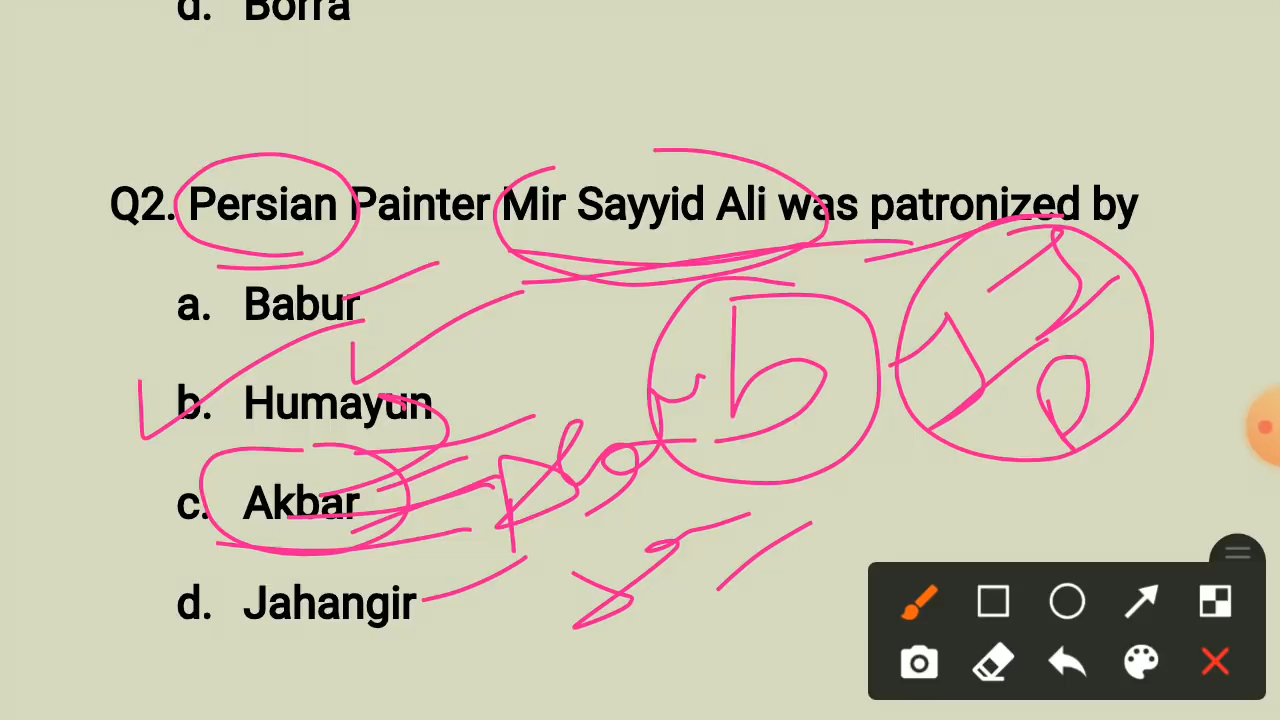 d. Borra
Q2. Persian Painter Mir Sayyid Ali was patronized by
a. Babur
b. Humayun
b
c. Akbar
d. Jahangir